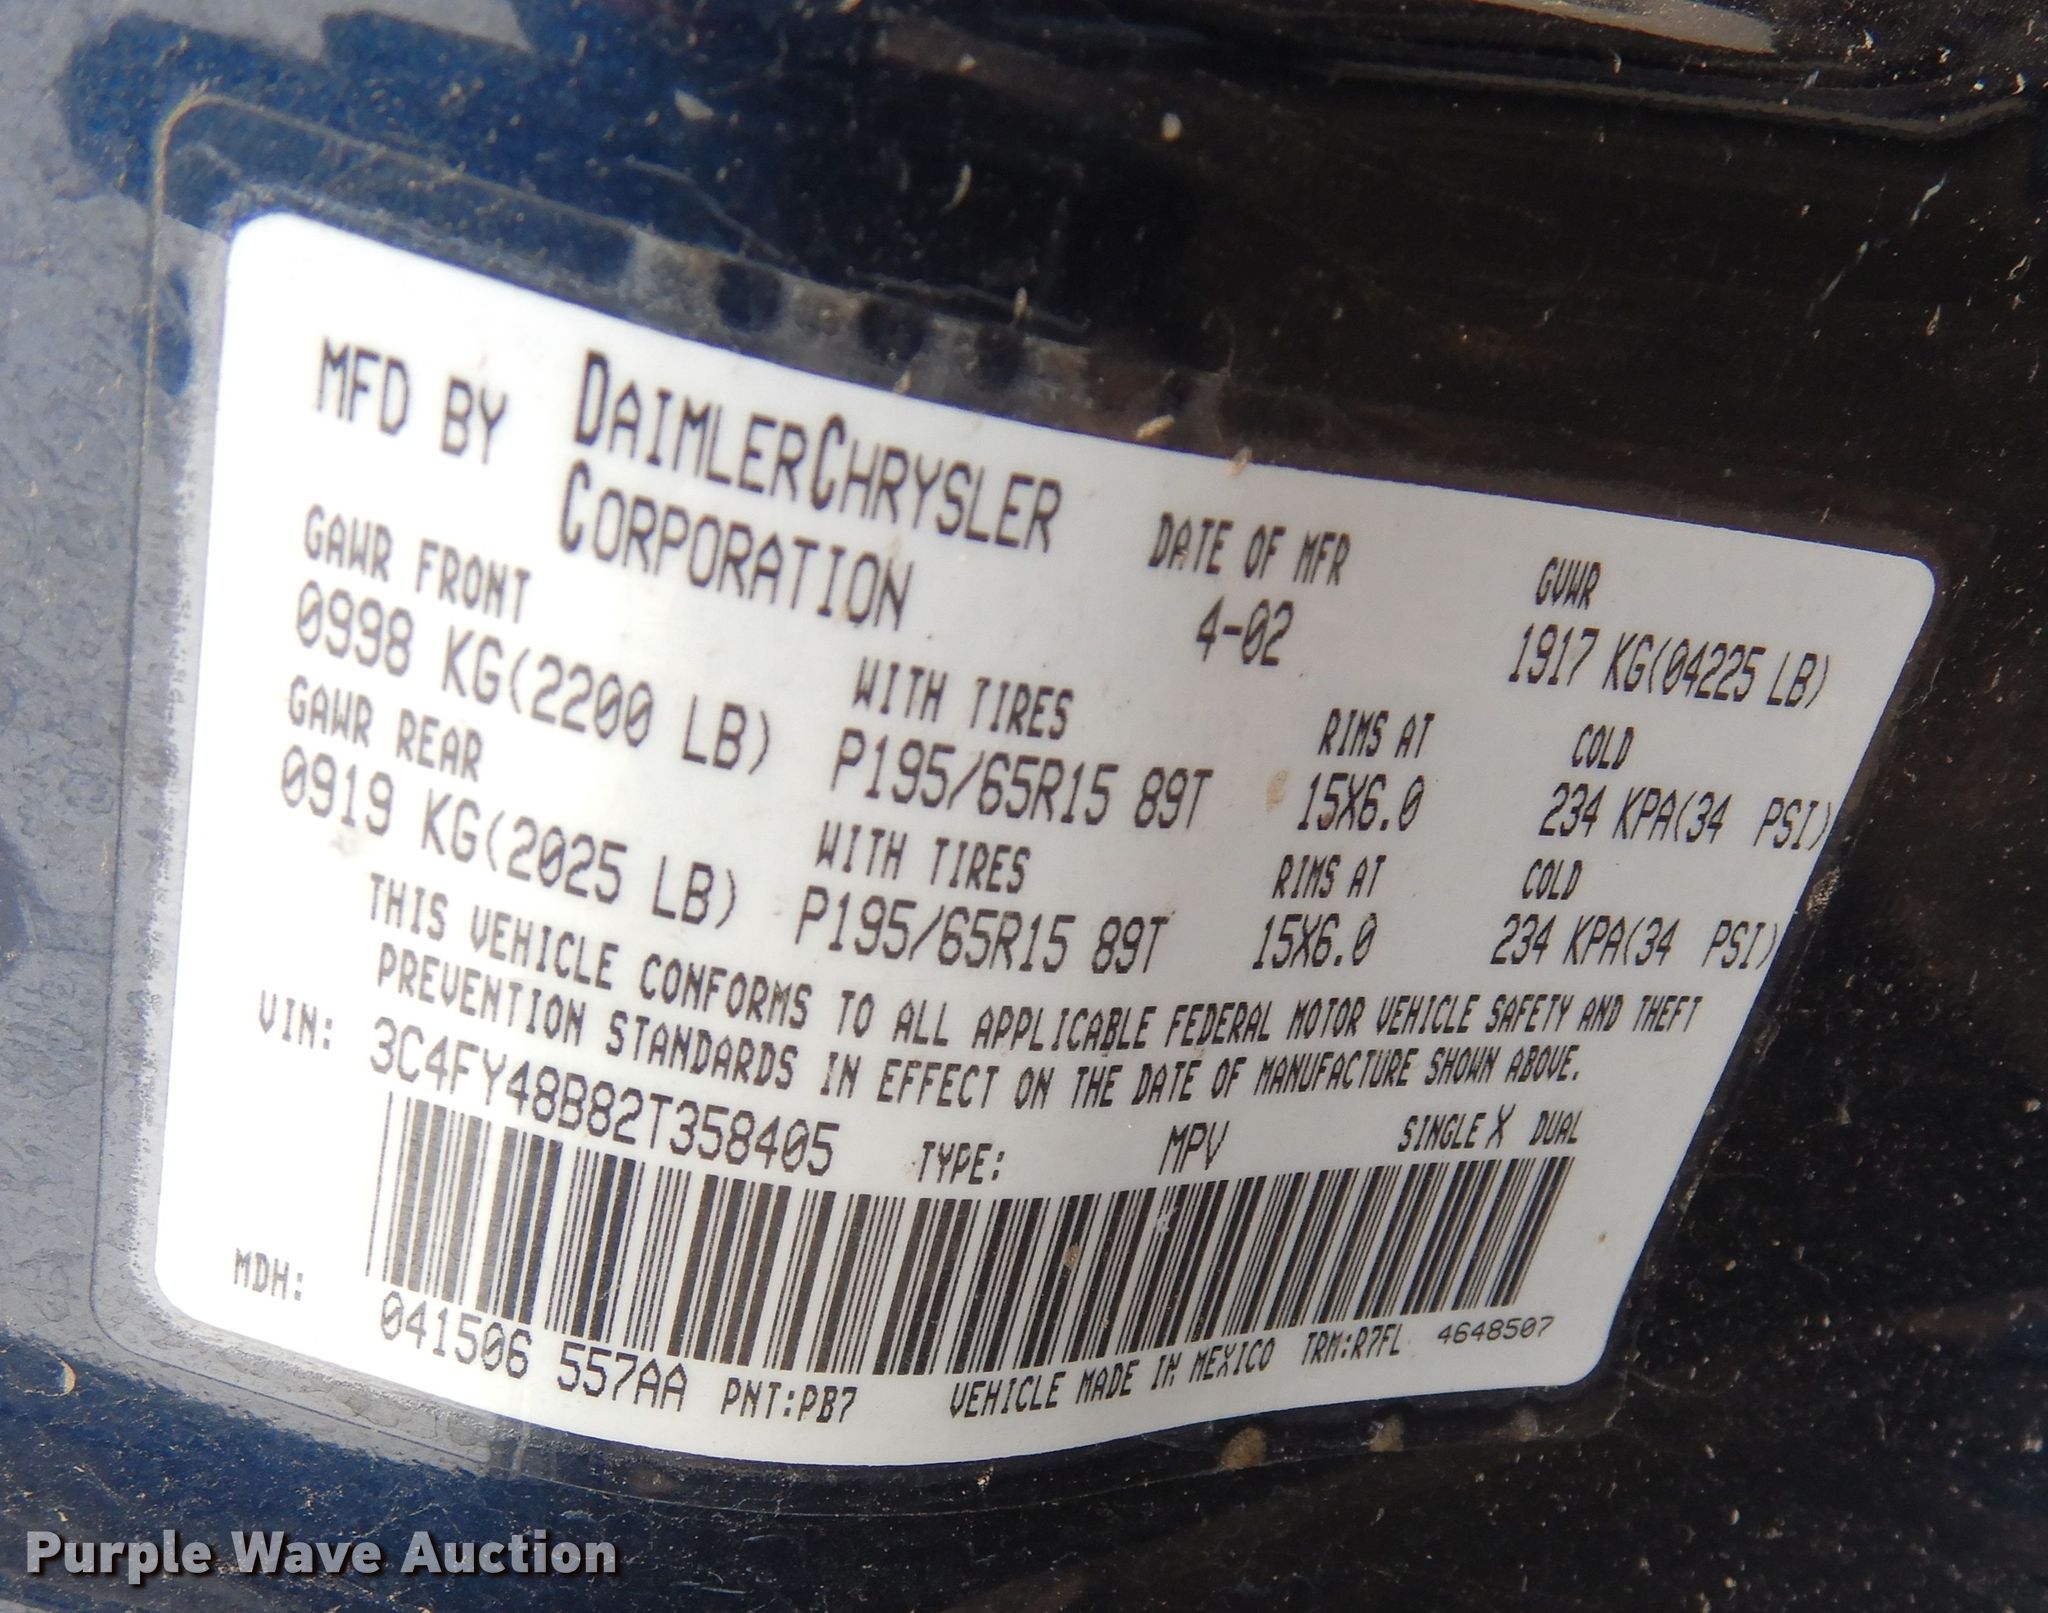 MFD BY DAIMLERCHRYSLER
CORPORATION
DATE OF MFR
4-02
GVWR
1917 KG(04225 LB)
GAWR FRONT
0998 KG(2200 LB)
WITH TIRES
P195/65R15 89T
RIMS AT
15X6.0
COLD
234 KPA(34 PSI)
GAWR REAR
0919 KG(2025 LB)
WITH TIRES
P195/65R15 89T
RIMS AT
15X6.0
COLD
234 KPA(34 PSI)
THIS VEHICLE CONFORMS TO ALL APPLICABLE FEDERAL MOTOR VEHICLE SAFETY AND THEFT
PREVENTION STANDARDS IN EFFECT ON THE DATE OF MANUFACTURE SHOWN ABOVE.
VIN: 3C4FY48B82T358405 TYPE: MPV SINGLE X DUAL
MDH: 041506 557AA PNT:PB7 VEHICLE MADE IN MEXICO TRM:R7FL 4648507
Purple Wave Auction